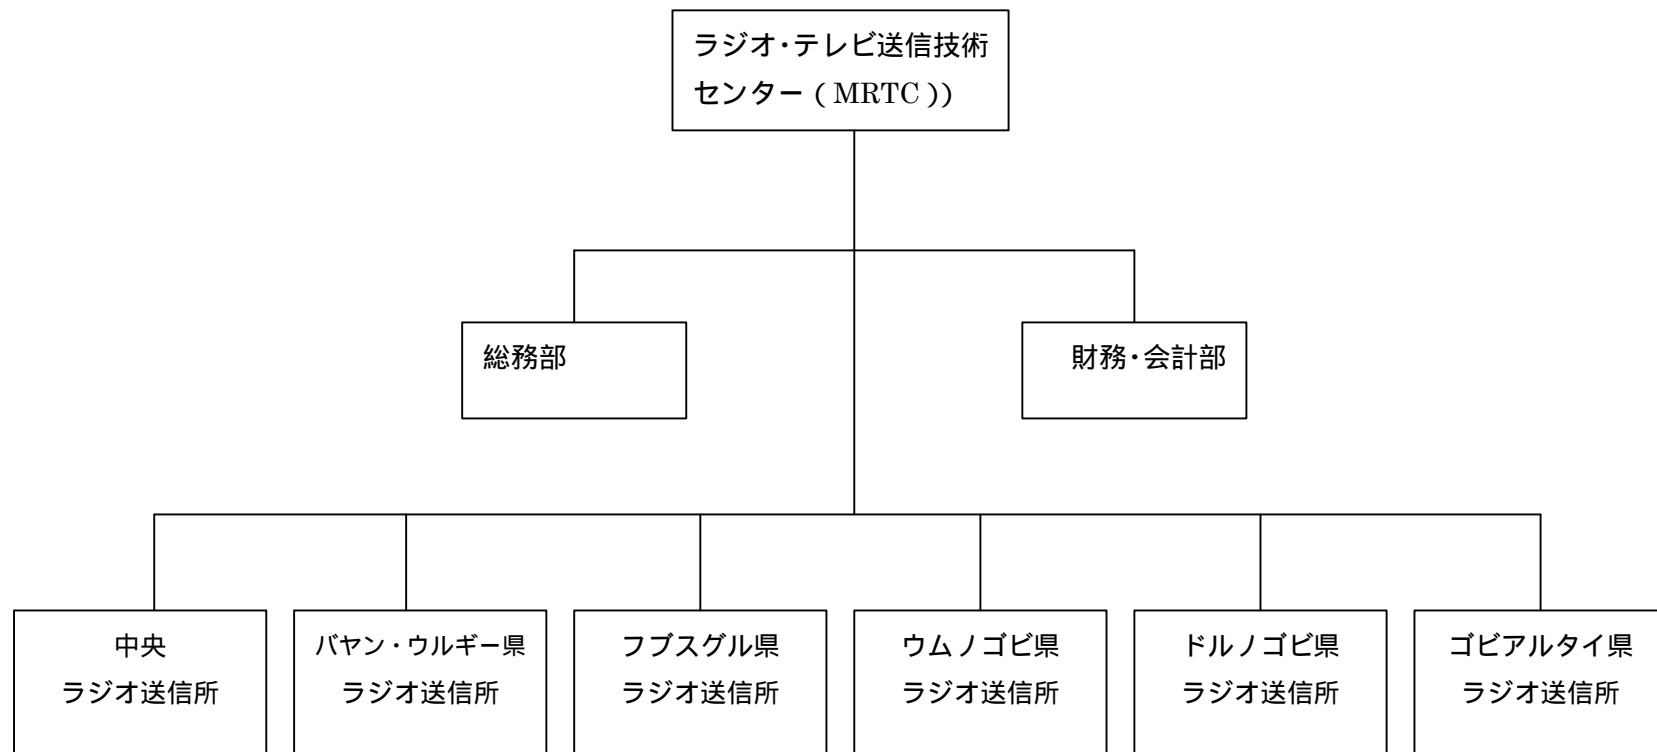 ラジオ・テレビ送信技術
センター ( MRTC ))
総務部
財務・会計部
中央
ラジオ送信所
バヤン・ウルギー県
ラジオ送信所
フブスグル県
ラジオ送信所
ウムノゴビ県
ラジオ送信所
ドルノゴビ県
ラジオ送信所
ゴビアルタイ県
ラジオ送信所